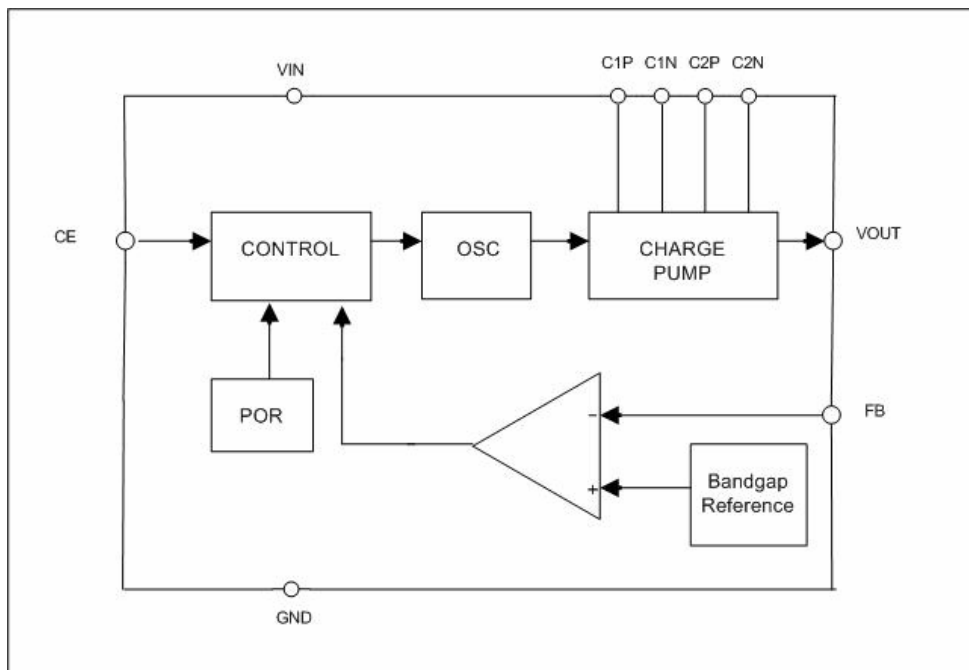 VIN
C1P C1N C2P C2N
CE
CONTROL
OSC
CHARGE
PUMP
VOUT
POR
-
FB
+
Bandgap
Reference
GND